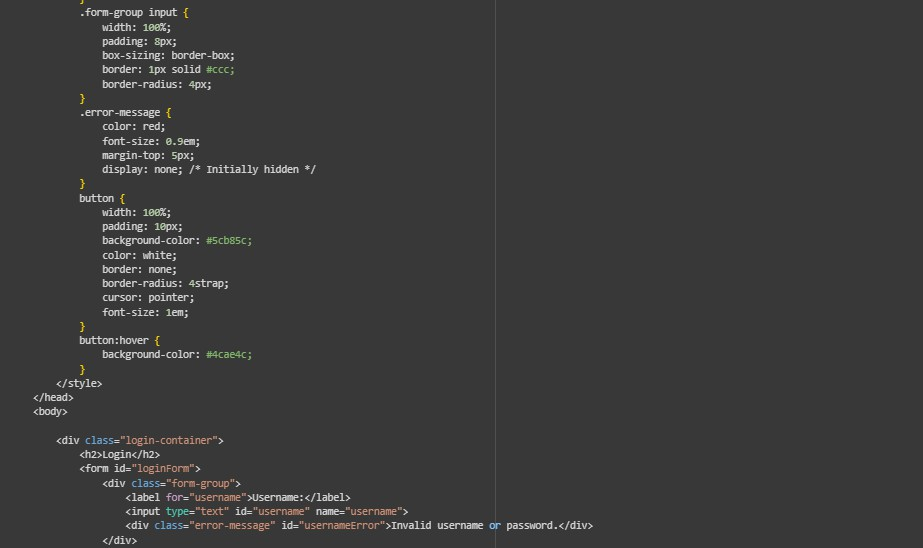 }
.form-group input {
width: 100%;
padding: 8px;
box-sizing: border-box;
border: 1px solid #ccc;
border-radius: 4px;
}
.error-message {
color: red;
font-size: 0.9em;
margin-top: 5px;
display: none; /* Initially hidden */
}
button {
width: 100%;
padding: 10px;
background-color: #5cb85c;
color: white;
border: none;
border-radius: 4strap;
cursor: pointer;
font-size: 1em;
}
button:hover {
background-color: #4cae4c;
}
</style>
</head>
<body>
<div class="login-container">
<h2>Login</h2>
<form id="loginForm">
<div class="form-group">
<label for="username">Username:</label>
<input type="text" id="username" name="username">
<div class="error-message" id="usernameError">Invalid username or password.</div>
</div>